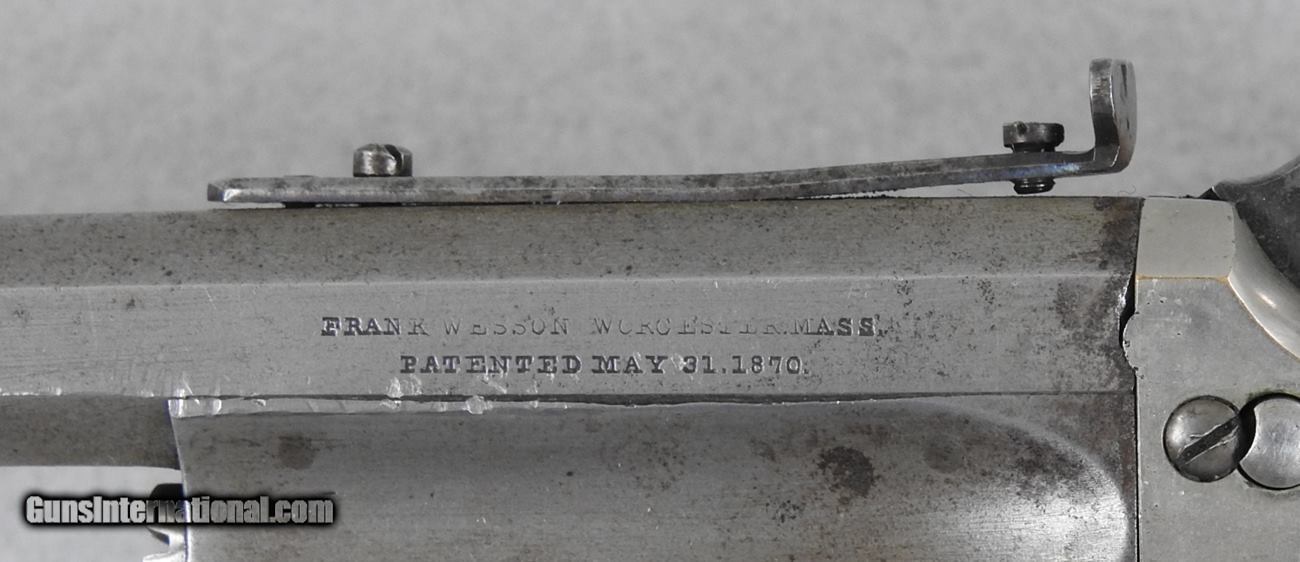 FRANK WESSON WORCESTER.MASS.
PATENTED MAY 31.1870.
GunsInternational.com